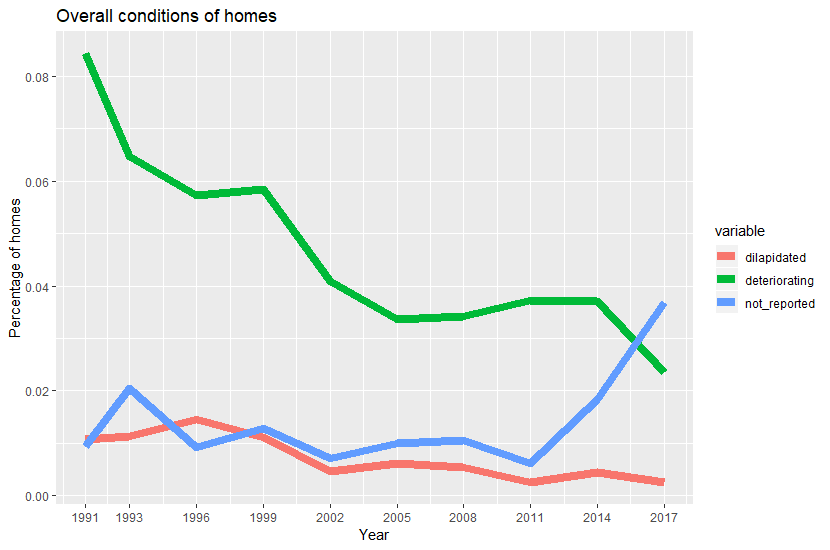 Overall conditions of homes
Percentage of homes
0.08
0.06
0.04
0.02
0.00
1991 1993 1996 1999 2002 2005 2008 2011 2014 2017
Year
variable
dilapidated
deteriorating
not_reported